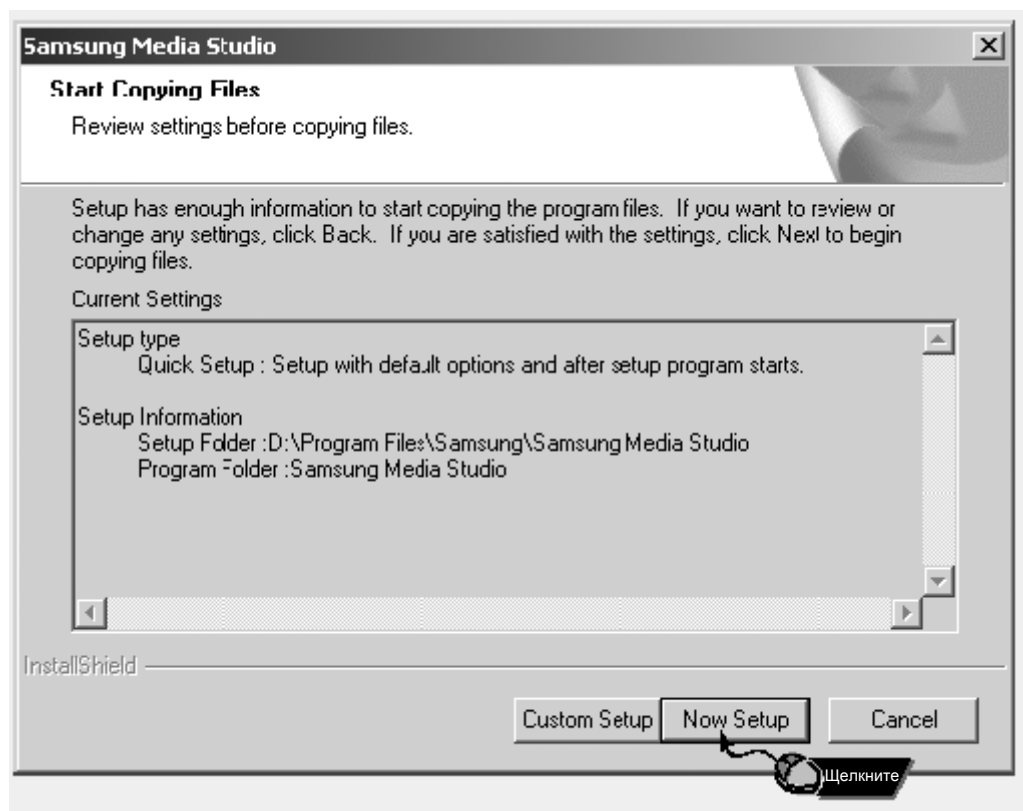 Samsung Media Studio
Start Copying Files
Review settings before copying files.
Setup has enough information to start copying the program files. If you want to review or
change any settings, click Back. If you are satisfied with the settings, click Next to begin
copying files.
Current Settings
Setup type
Quick Setup : Setup with default options and after setup program starts.
Setup Information
Setup Folder :D:\Program Files\Samsung\Samsung Media Studio
Program Folder :Samsung Media Studio
InstallShield
Custom Setup Now Setup Cancel
Щелкните